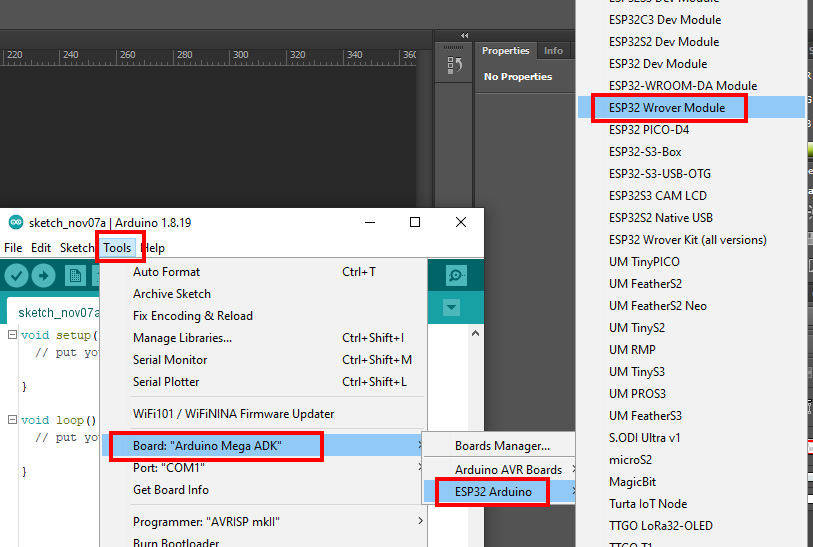 220 240 260 280 300 320 340 360
Properties Info
No Properties
ESP32C3 Dev Module
ESP32S2 Dev Module
ESP32 Dev Module
ESP32-WROOM-DA Module
ESP32 Wrover Module
ESP32 PICO-D4
ESP32-S3-Box
ESP32-S3-USB-OTG
ESP32S3 CAM LCD
ESP32S2 Native USB
ESP32 Wrover Kit (all versions)
UM TinyPICO
UM FeatherS2
UM FeatherS2 Neo
UM TinyS2
UM RMP
UM TinyS3
UM PROS3
UM FeatherS3
S.ODI Ultra v1
microS2
MagicBit
Turta IoT Node
TTGO LoRa32-OLED
TTGO T1
sketch_nov07a | Arduino 1.8.19
File Edit Sketch Tools Help
sketch_nov07a
void setup(
// put you
}
void loop()
// put you
}
Auto Format Ctrl+T
Archive Sketch
Fix Encoding & Reload
Manage Libraries... Ctrl+Shift+I
Serial Monitor Ctrl+Shift+M
Serial Plotter Ctrl+Shift+L
WiFi101 / WiFiNINA Firmware Updater
Board: "Arduino Mega ADK"
Port: "COM1"
Get Board Info
Programmer: "AVRISP mkII"
Burn Bootloader
Boards Manager...
Arduino AVR Boards
ESP32 Arduino